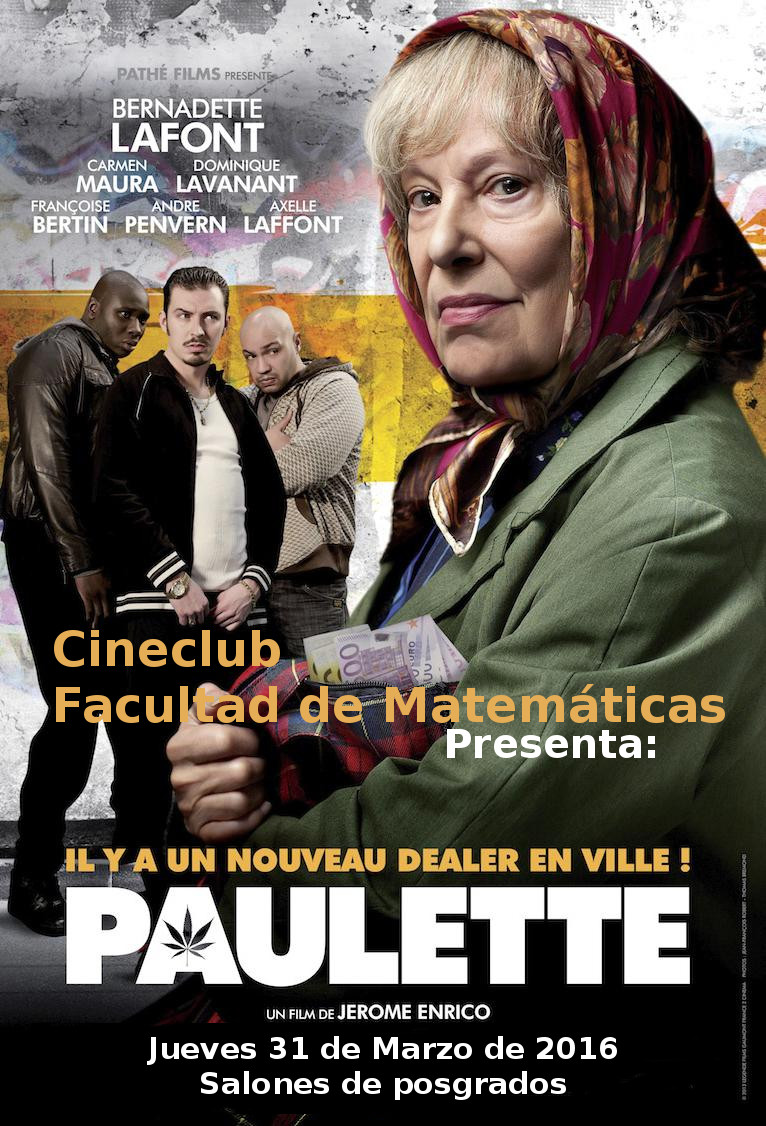 PATHÉ FILMS PRESENTE
BERNADETTE
LAFONT
CARMEN DOMINIQUE
MAURA LAVANANT
FRANÇOISE ANDRE AXELLE
BERTIN PENVERN LAFFONT
Cineclub
Facultad de Matemáticas
Presenta:
IL Y A UN NOUVEAU DEALER EN VILLE !
PAULETTE
UN FILM DE JEROME ENRICO
Jueves 31 de Marzo de 2016
Salones de posgrados